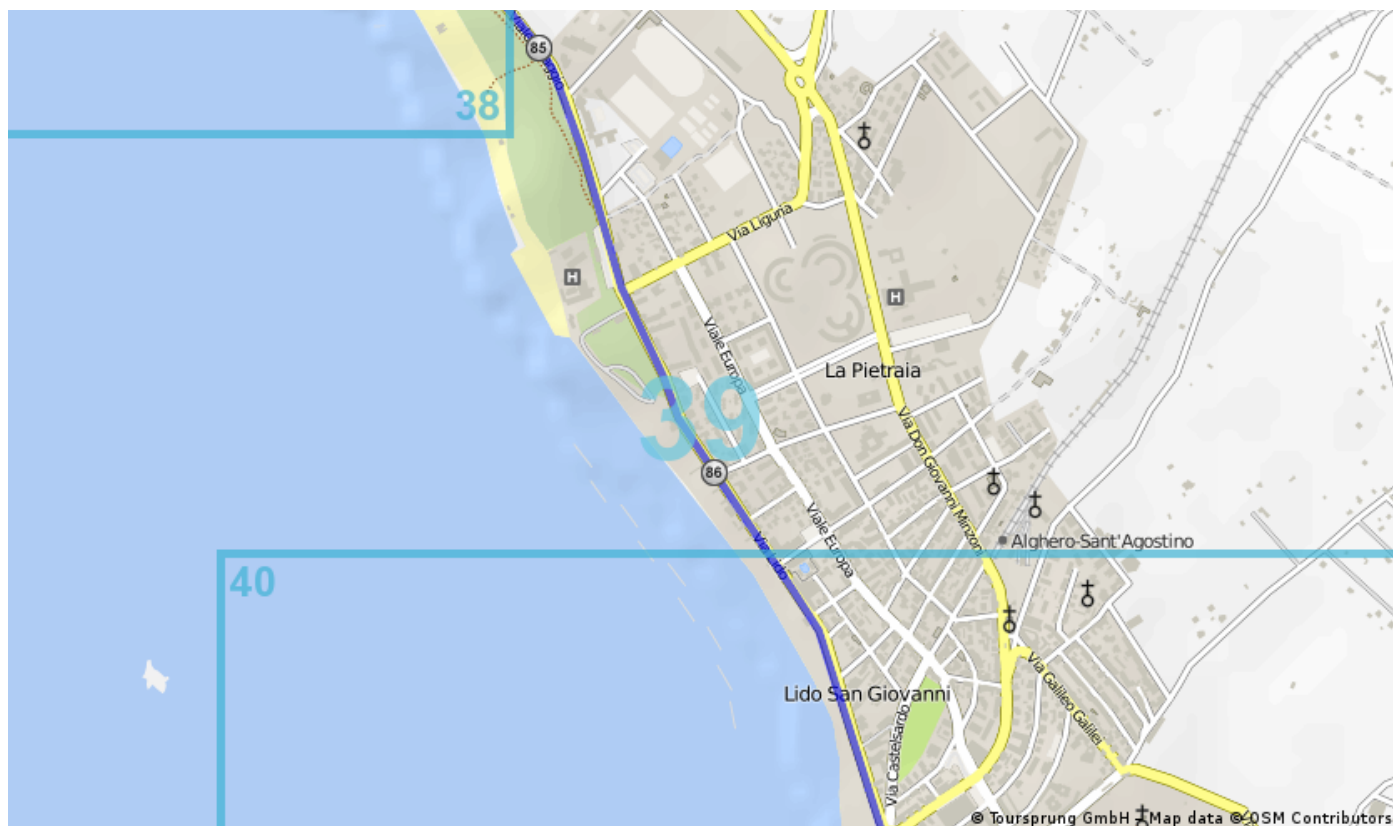 85
38
Via Liguria
Viale Europa
La Pietraia
39
86
Via Don Giovanni Minzoni
Viale Europa
Via Lido
Alghero-Sant'Agostino
40
Via Galileo Galilei
Lido San Giovanni
Via Castelsardo
H
H
© Toursprung GmbH - Map data © OSM Contributors